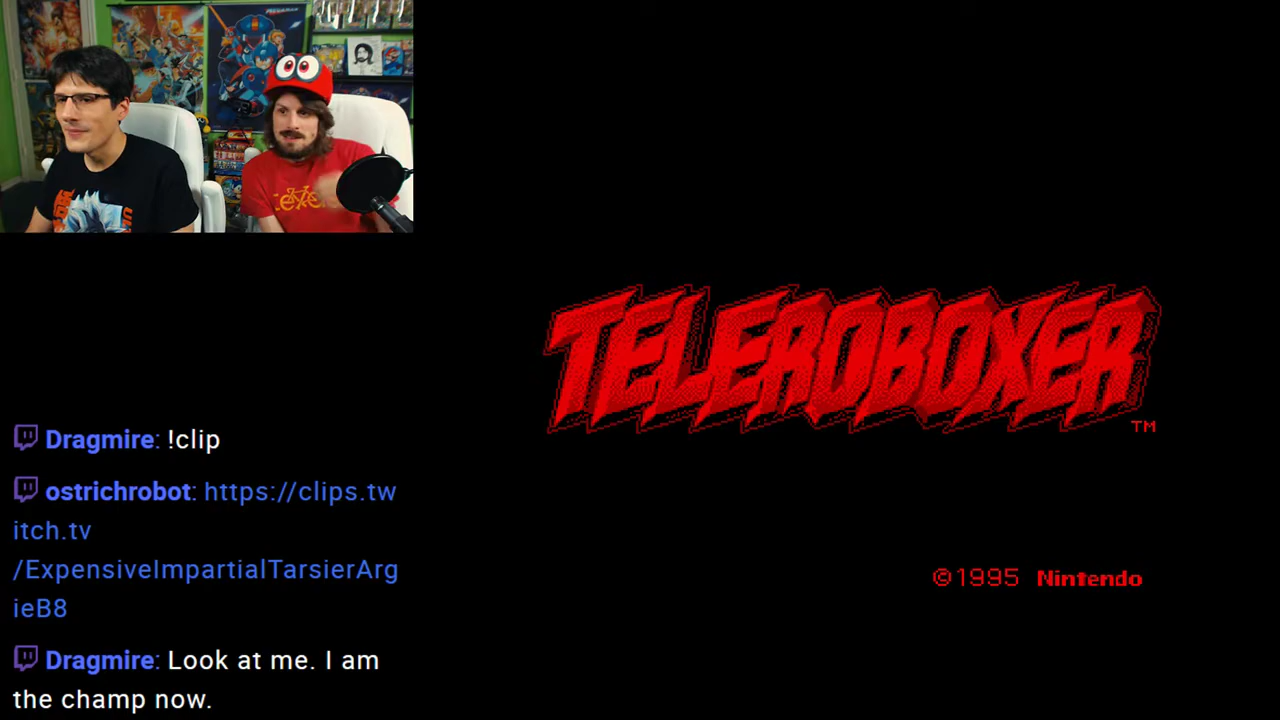 TELEROBOXER
TM
©1995 Nintendo
Dragmire: !clip
ostrichrobot: https://clips.tw
itch.tv
/ExpensiveImpartialTarsierArg
ieB8
Dragmire: Look at me. I am
the champ now.